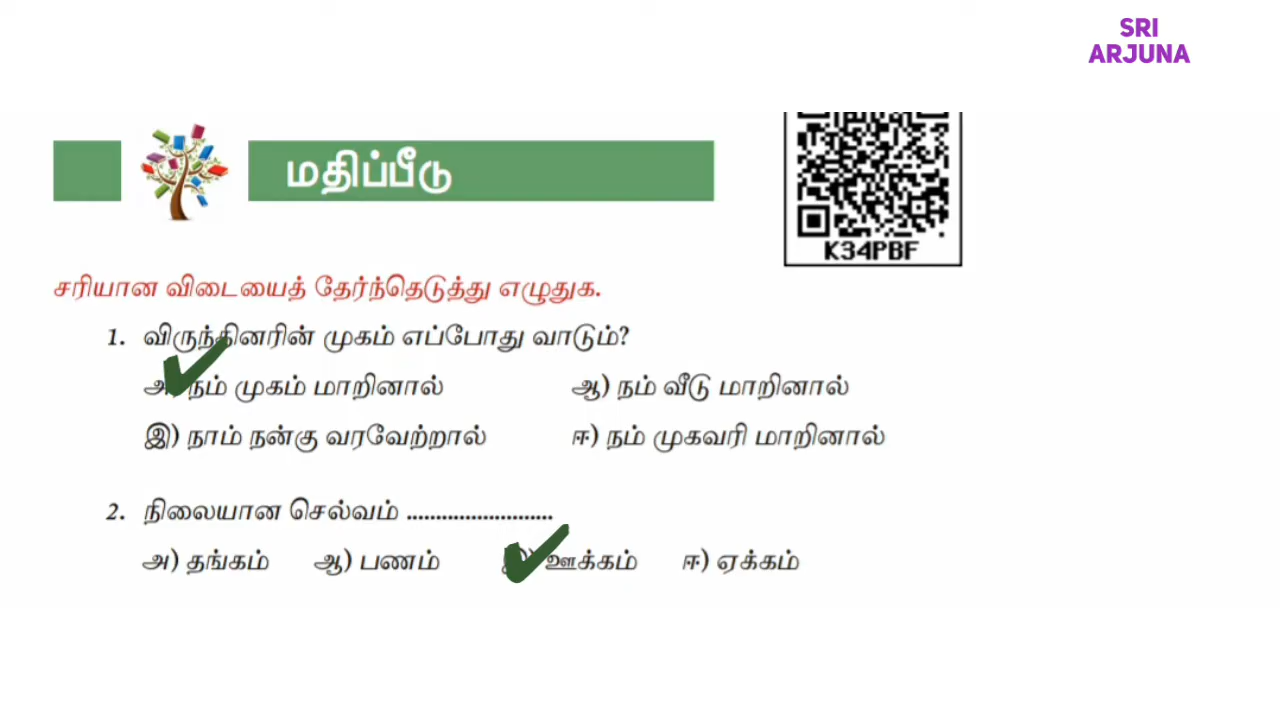 SRI
ARJUNA
மதிப்பீடு
K34PBF
சரியான விடையைத் தேர்ந்தெடுத்து எழுதுக.
1. விருந்தினரின் முகம் எப்போது வாடும்?
அ) நம் முகம் மாறினால் ஆ) நம் வீடு மாறினால்
இ) நாம் நன்கு வரவேற்றால் ஈ) நம் முகவரி மாறினால்
2. நிலையான செல்வம் .........................
அ) தங்கம் ஆ) பணம் இ) ஊக்கம் ஈ) ஏக்கம்